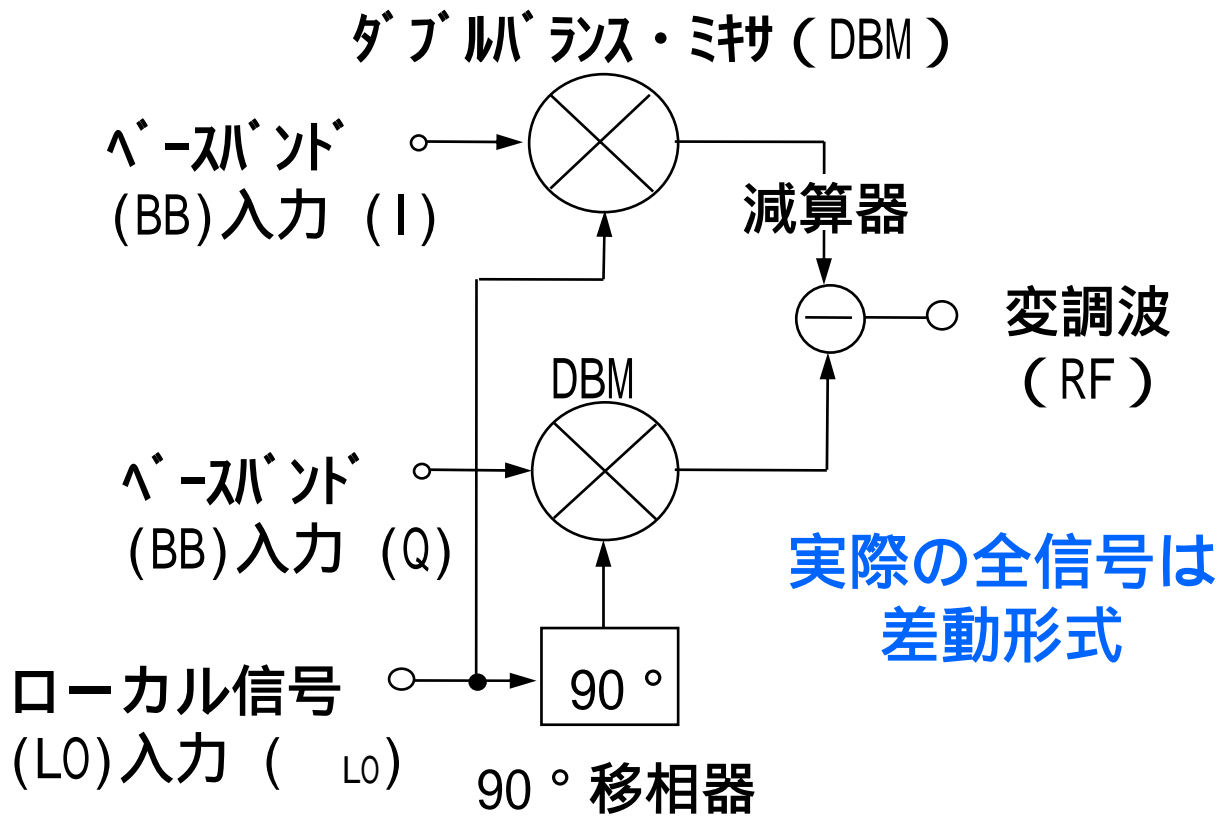 ﾀﾞﾌﾞﾙﾊﾞﾗﾝｽ・ﾐｷｻ（DBM）
ﾍﾞｰｽﾊﾞﾝﾄﾞ
(BB)入力（I）
減算器
－
変調波
（RF）
DBM
ﾍﾞｰｽﾊﾞﾝﾄﾞ
(BB)入力（Q）
実際の全信号は
差動形式
ローカル信号
(LO)入力（ LO）
90°
90°移相器